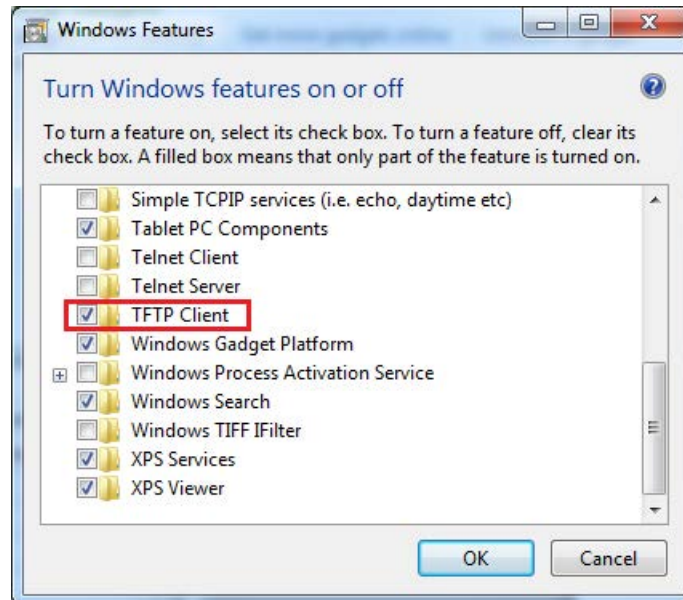 Windows Features
Turn Windows features on or off
To turn a feature on, select its check box. To turn a feature off, clear its
check box. A filled box means that only part of the feature is turned on.
Simple TCPIP services (i.e. echo, daytime etc)
Tablet PC Components
Telnet Client
Telnet Server
TFTP Client
Windows Gadget Platform
Windows Process Activation Service
Windows Search
Windows TIFF IFilter
XPS Services
XPS Viewer
OK Cancel